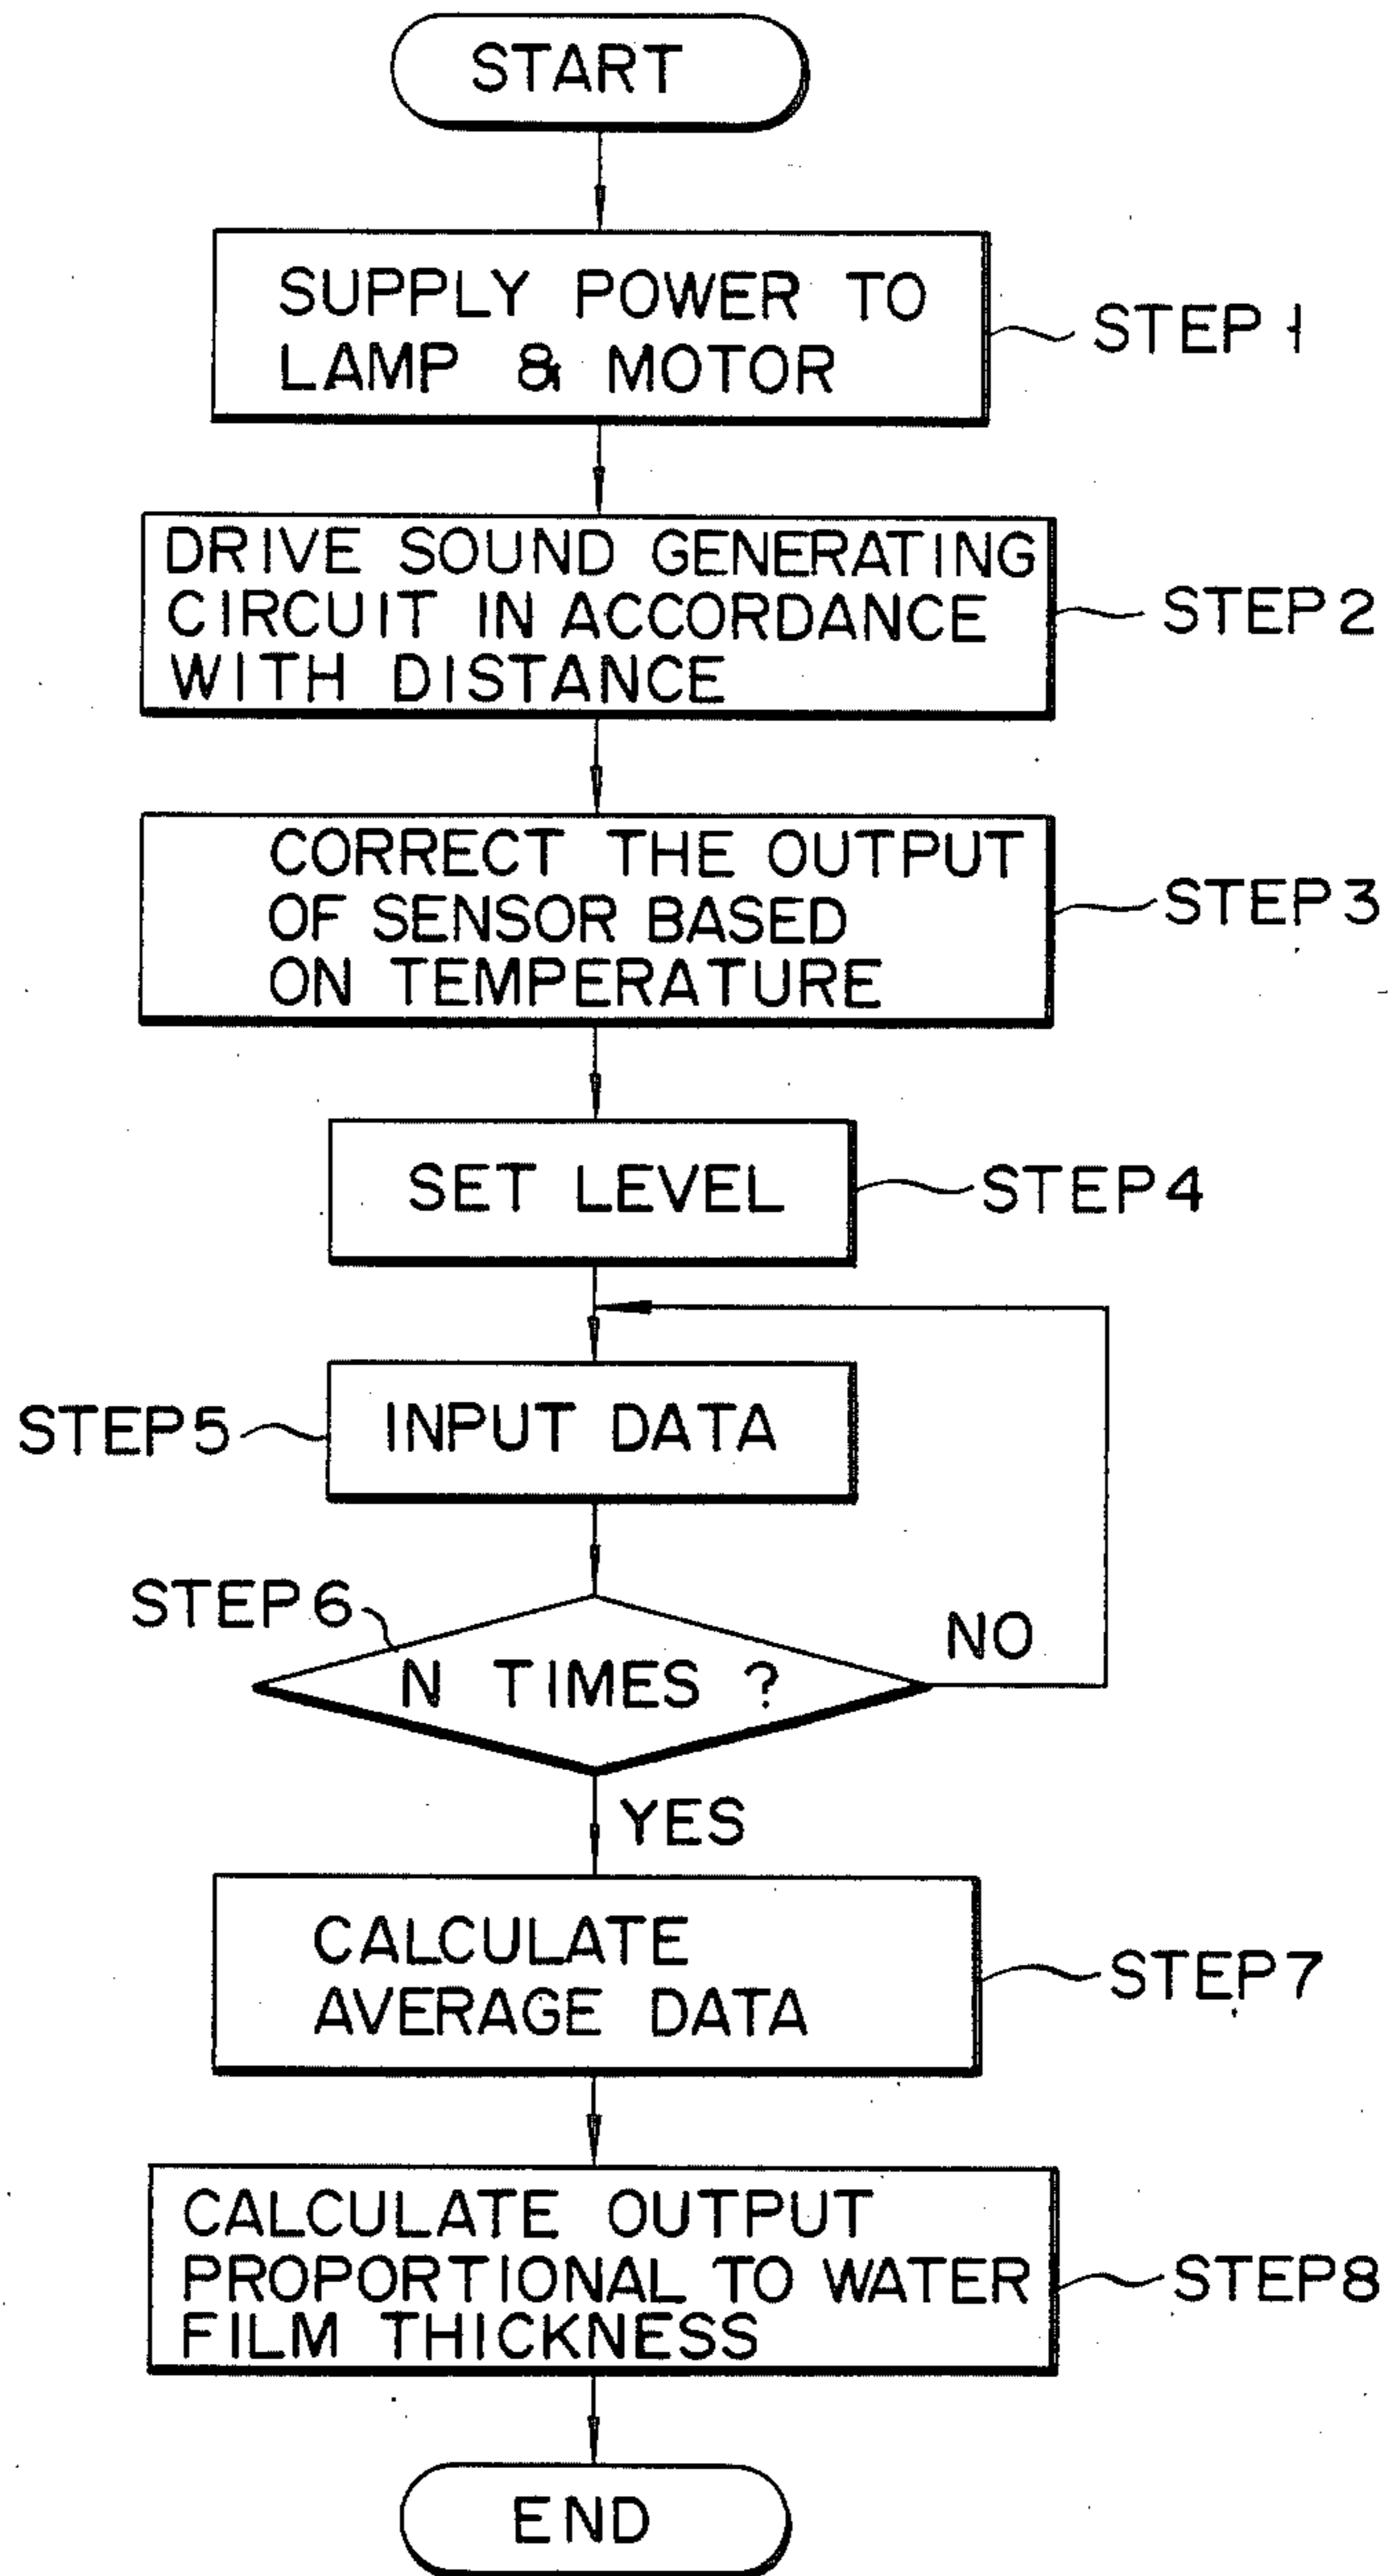 START
SUPPLY POWER TO
LAMP & MOTOR
STEP 1
DRIVE SOUND GENERATING
CIRCUIT IN ACCORDANCE
WITH DISTANCE
STEP 2
CORRECT THE OUTPUT
OF SENSOR BASED
ON TEMPERATURE
STEP 3
SET LEVEL
STEP 4
INPUT DATA
STEP 5
STEP 6
N TIMES ?
NO
YES
CALCULATE
AVERAGE DATA
STEP 7
CALCULATE OUTPUT
PROPORTIONAL TO WATER
FILM THICKNESS
STEP 8
END